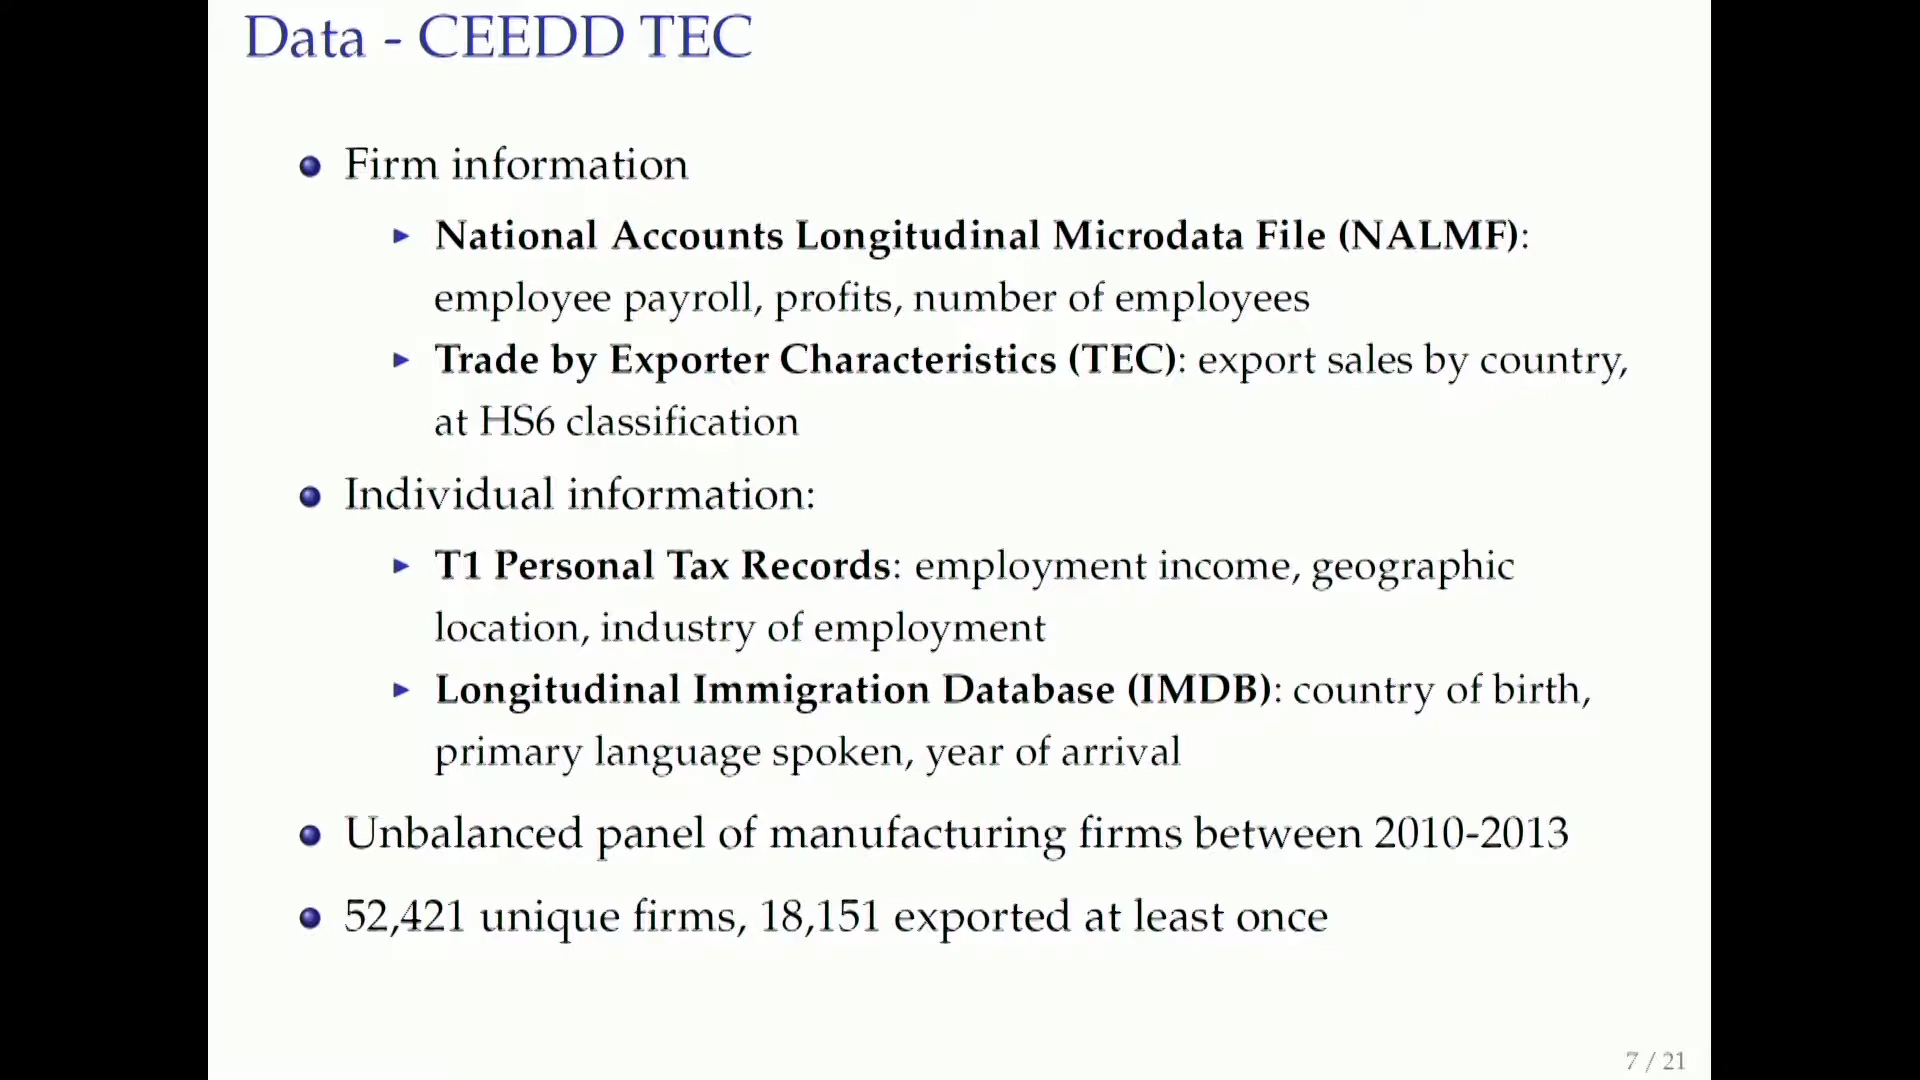 Data - CEEDD TEC
Firm information
National Accounts Longitudinal Microdata File (NALMF):
employee payroll, profits, number of employees
Trade by Exporter Characteristics (TEC): export sales by country,
at HS6 classification
Individual information:
T1 Personal Tax Records: employment income, geographic
location, industry of employment
Longitudinal Immigration Database (IMDB): country of birth,
primary language spoken, year of arrival
Unbalanced panel of manufacturing firms between 2010-2013
52,421 unique firms, 18,151 exported at least once
7 / 21